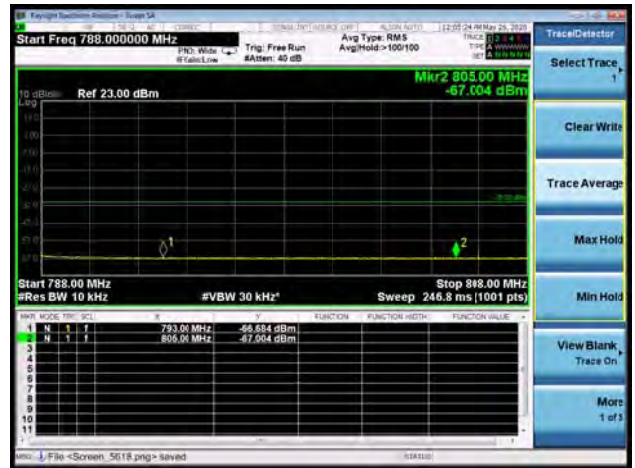 Keysight Spectrum Analyzer - Swept SA
Start Freq 788.000000 MHz
PNO: Wide
IFGain:Low
Trig: Free Run
#Atten: 40 dB
Avg Type: RMS
Avg|Hold:>100/100
12:05:24 AM May 26, 2020
TRACE
TYPE
DET
Mkr2 805.00 MHz
-67.004 dBm
10 dB/div Ref 23.00 dBm
Log
1
2
Start 788.00 MHz
Stop 818.00 MHz
#Res BW 10 kHz
#VBW 30 kHz*
Sweep 246.8 ms (1001 pts)
MKR MODE TRC SCL X Y FUNCTION FUNCTION WIDTH FUNCTION VALUE
1 N 1 f 793.00 MHz -66.684 dBm
2 N 1 f 805.00 MHz -67.004 dBm
3
4
5
6
7
8
9
10
11
MSG File <Screen_5618.png> saved
STATUS
Trace/Detector
Select Trace
1
Clear Write
Trace Average
Max Hold
Min Hold
View Blank
Trace On
More
1 of 3